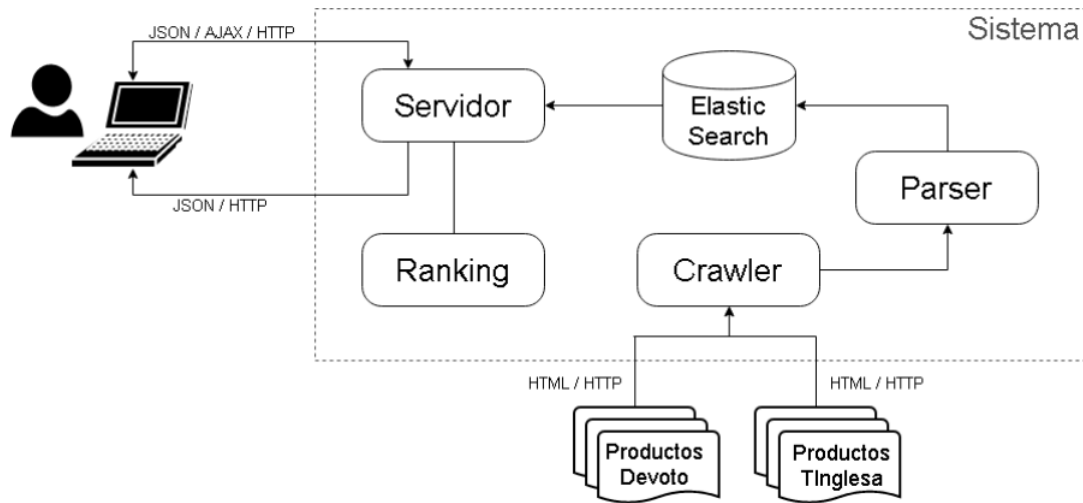 Sistema
JSON / AJAX / HTTP
Servidor
Elastic
Search
Parser
JSON / HTTP
Ranking
Crawler
HTML / HTTP
HTML / HTTP
Productos
Devoto
Productos
TInglesa